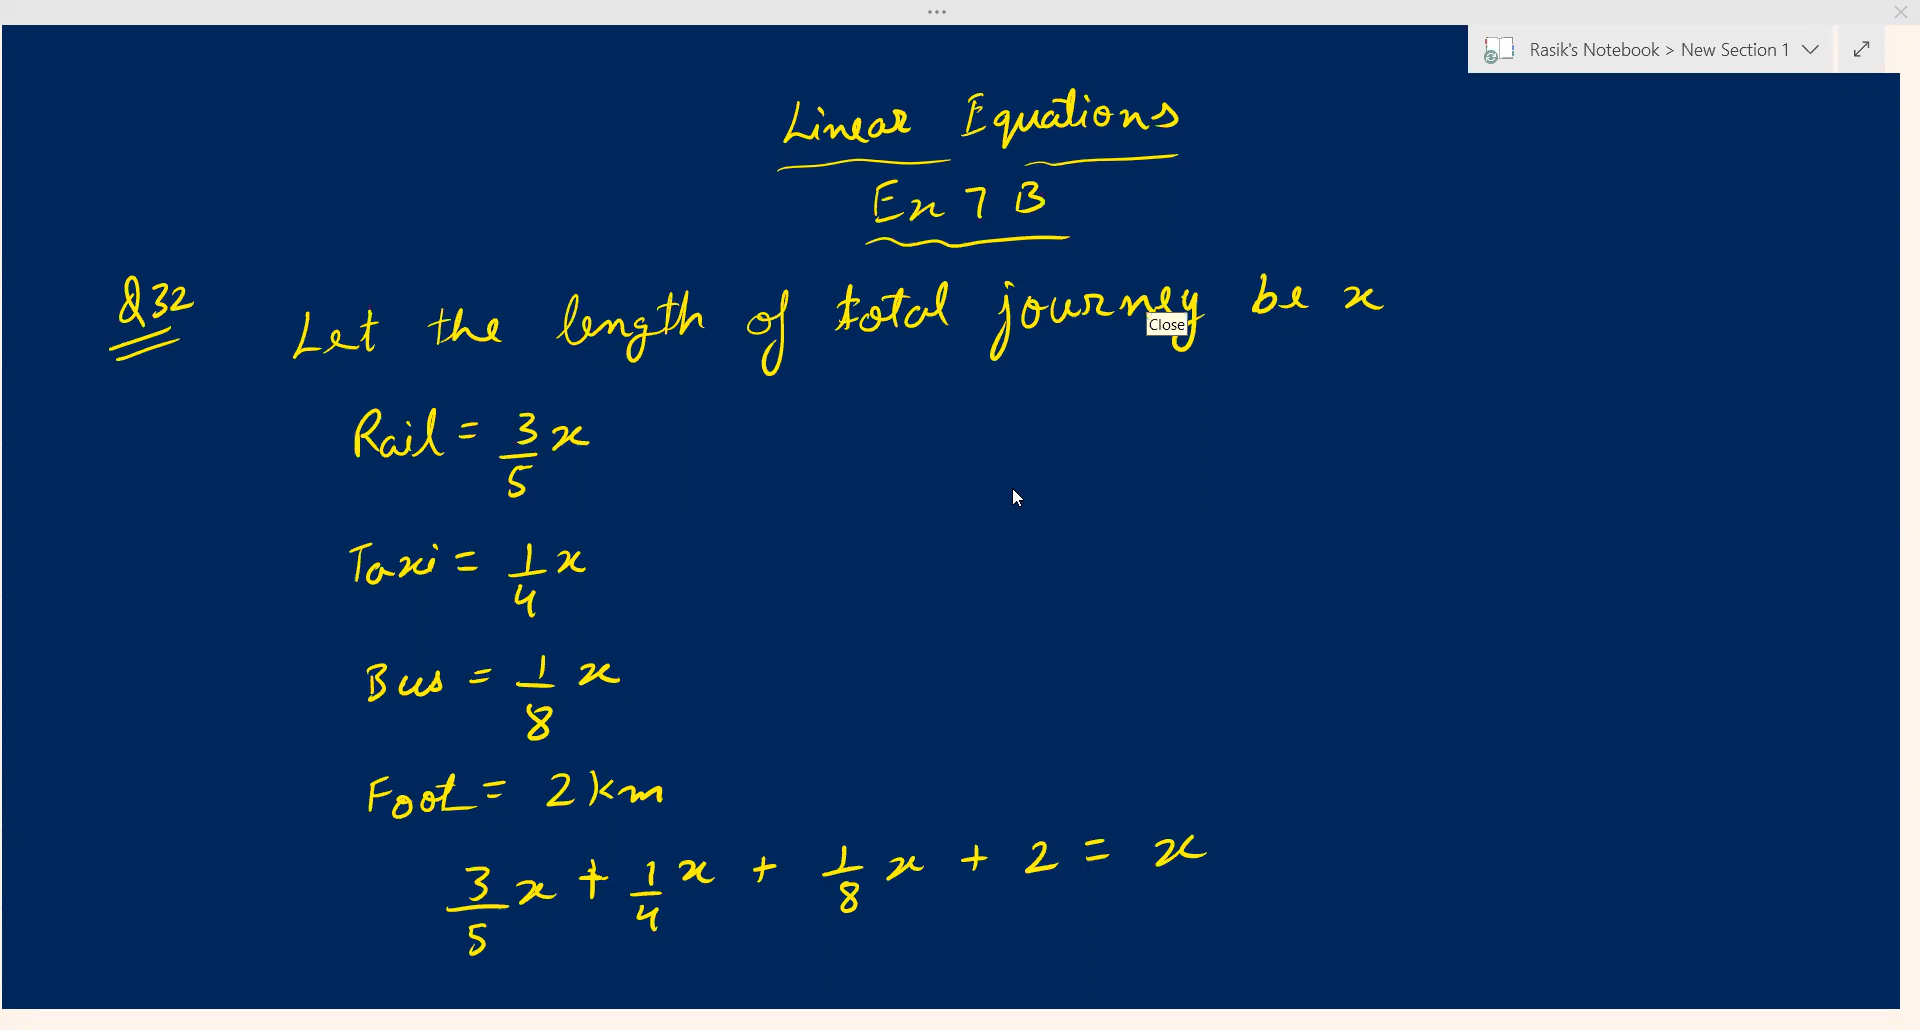 Rasik's Notebook > New Section 1
Linear Equations
Ex 7 B
Q32 Let the length of total journey be x
Close
Rail = 3/5 x
Taxi = 1/4 x
Bus = 1/8 x
Foot = 2 km
3/5 x + 1/4 x + 1/8 x + 2 = x